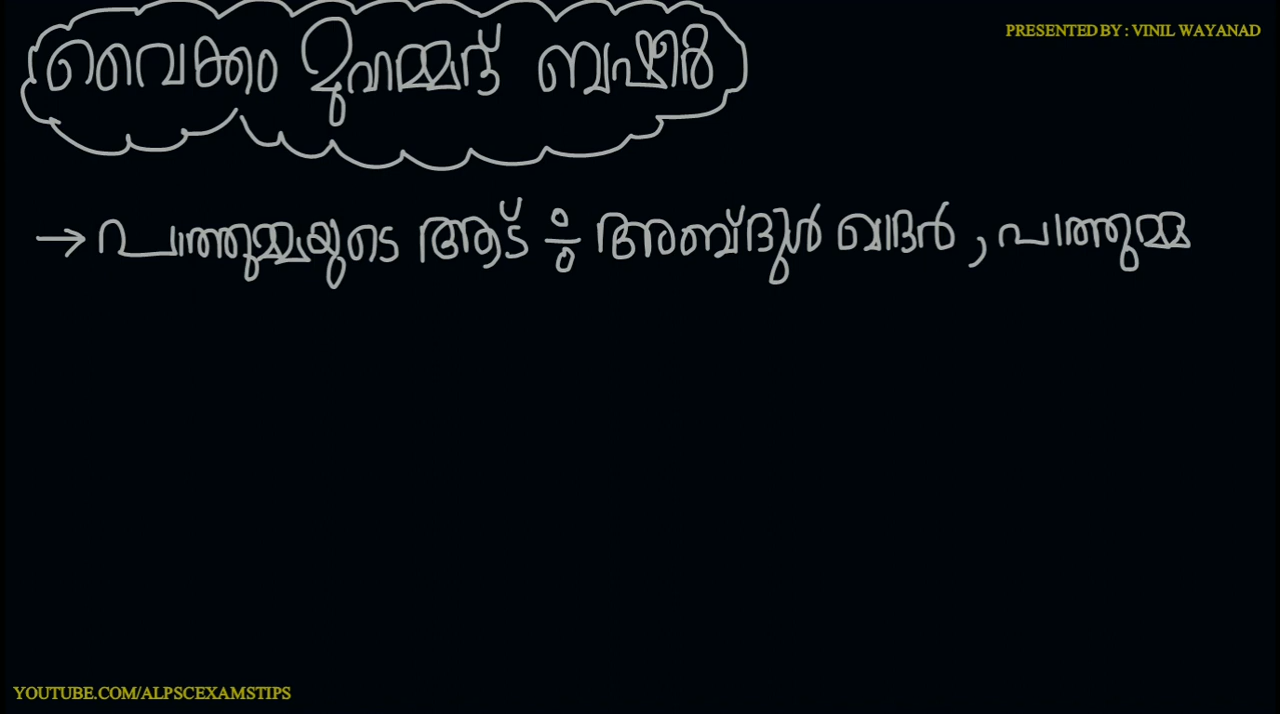 PRESENTED BY : VINIL WAYANAD
വൈക്കം മുഹമ്മദ് ബഷീർ
→ പാത്തുമ്മയുടെ ആട് ÷ അബ്ദുൾ ഖാദർ , പാത്തുമ്മ
YOUTUBE.COM/ALPSCEXAMSTIPS